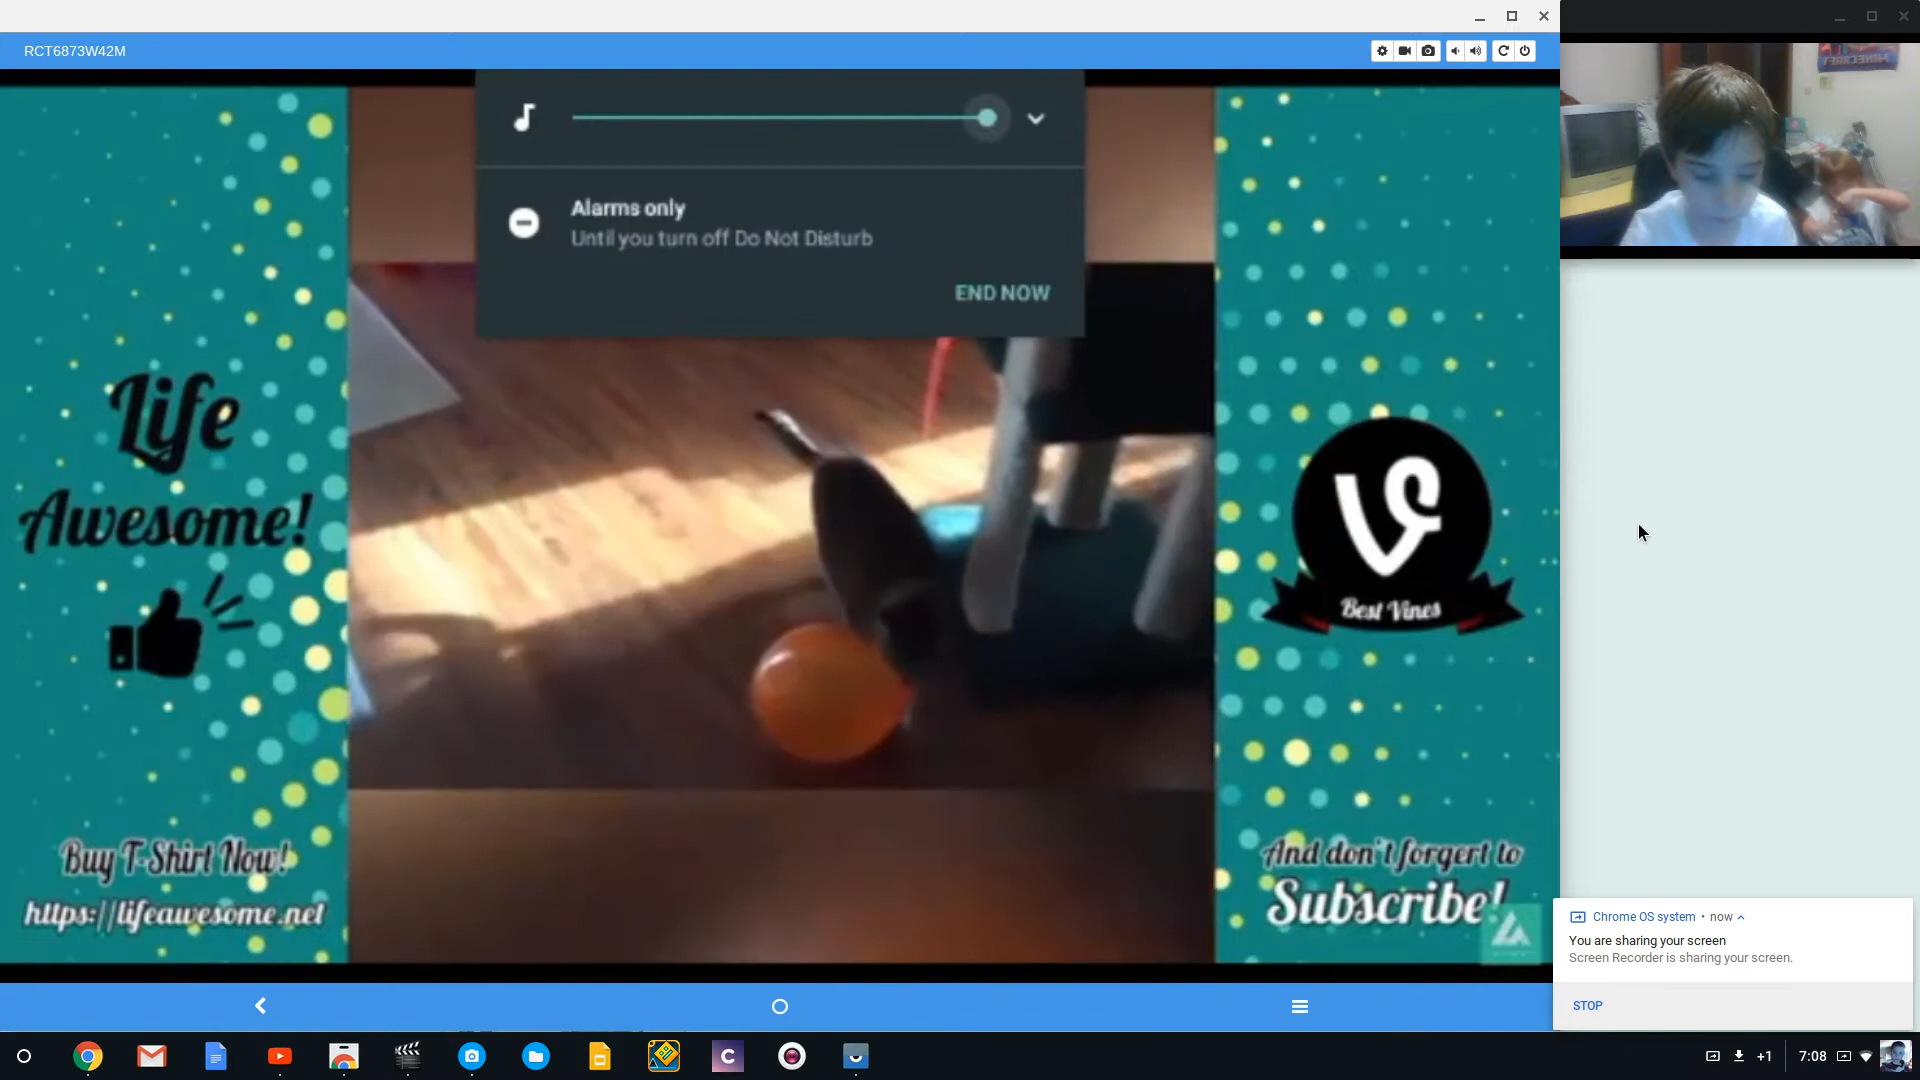 RCT6873W42M
Alarms only
Until you turn off Do Not Disturb
END NOW
Life
Awesome!
Buy T-Shirt Now!
https://lifeawesome.net
Best Vines
And don't forgert to
Subscribe!
Chrome OS system • now
You are sharing your screen
Screen Recorder is sharing your screen.
STOP
+1
7:08